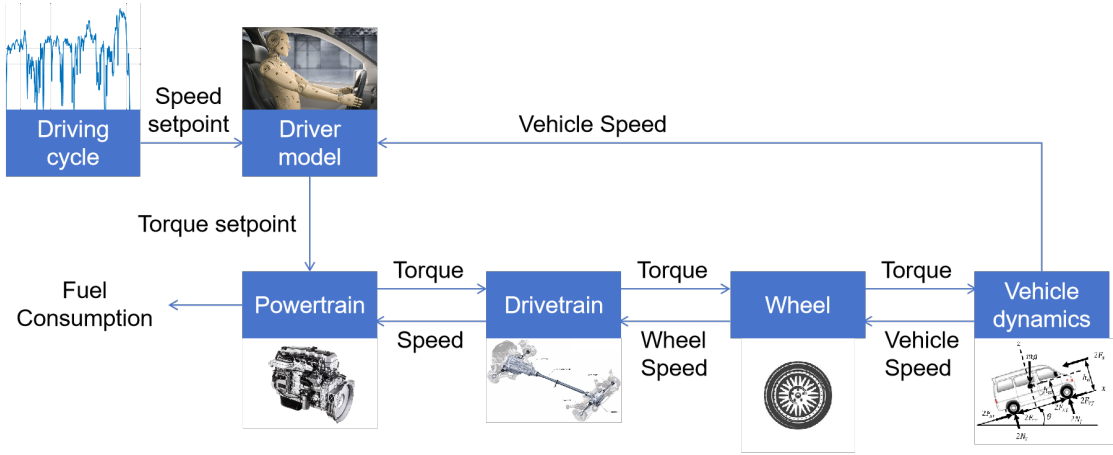 Speed
setpoint
Driving
cycle
Driver
model
Vehicle Speed
Torque setpoint
Fuel
Consumption
Powertrain
Torque
Speed
Drivetrain
Torque
Wheel
Speed
Wheel
Torque
Vehicle
Speed
Vehicle
dynamics
z
mg
x
θ